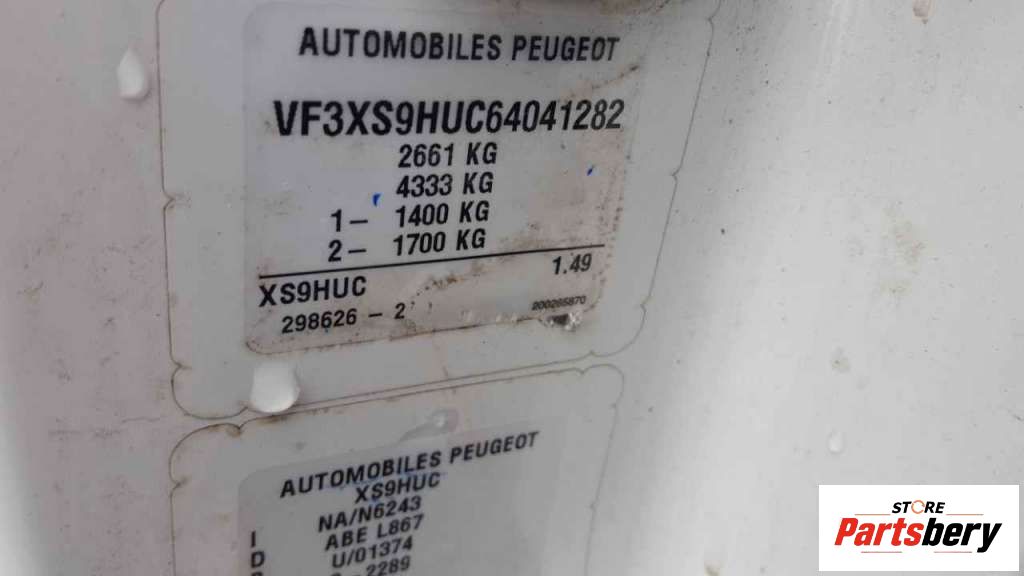 AUTOMOBILES PEUGEOT
VF3XS9HUC64041282
2661 KG
4333 KG
1- 1400 KG
2- 1700 KG
XS9HUC 1.49
298626 - 2 200265870
AUTOMOBILES PEUGEOT
XS9HUC
NA/N6243
I ABE L867
D U/01374
2289
STORE
Partsbery